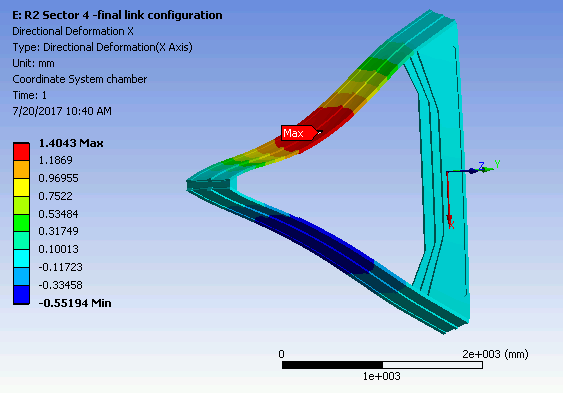 E: R2 Sector 4 -final link configuration
Directional Deformation X
Type: Directional Deformation(X Axis)
Unit: mm
Coordinate System chamber
Time: 1
7/20/2017 10:40 AM
1.4043 Max
1.1869
0.96955
0.7522
0.53484
0.31749
0.10013
-0.11723
-0.33458
-0.55194 Min
Max
Z Y
X
0 2e+003 (mm)
1e+003